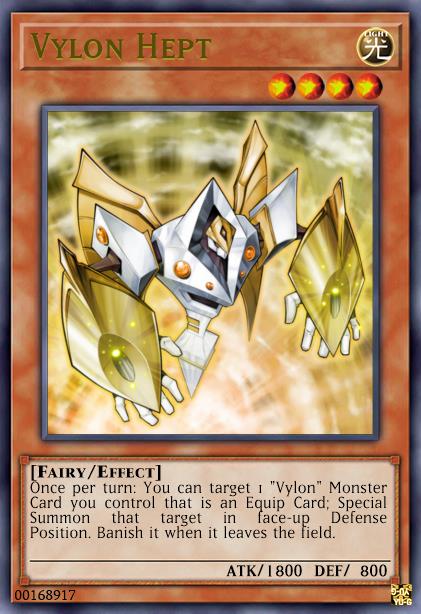 Vylon Hept
LIGHT
光
[Fairy/Effect]
Once per turn: You can target 1 "Vylon" Monster
Card you control that is an Equip Card; Special
Summon that target in face-up Defense
Position. Banish it when it leaves the field.
ATK/1800 DEF/ 800
00168917